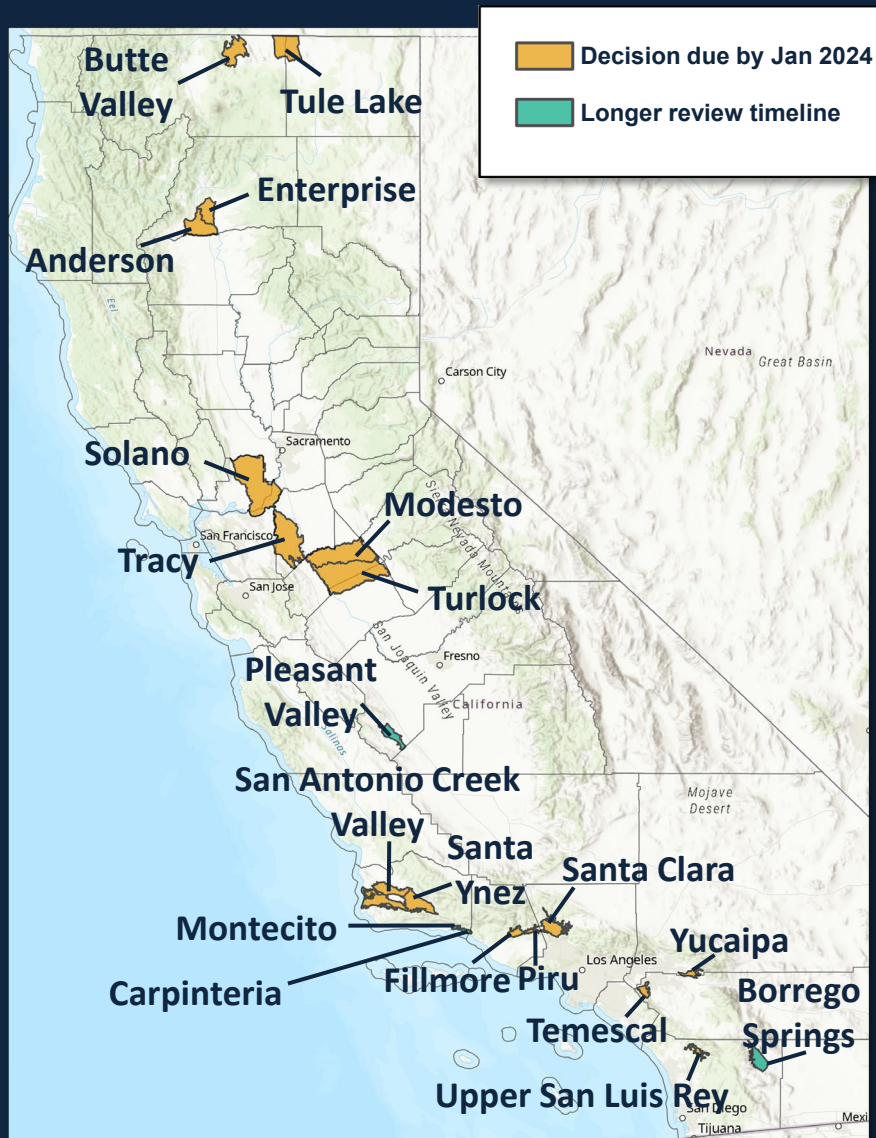 Decision due by Jan 2024
Longer review timeline
Butte
Valley
Tule Lake
Enterprise
Anderson
Eel
Nevada
Great Basin
Carson City
Solano
Sacramento
Modesto
Sierra Nevada Mountains
San Francisco
Tracy
San Jose
Turlock
San Joaquin Valley
Fresno
Pleasant
Valley
California
Salinas
San Antonio Creek
Valley
Mojave
Desert
Santa
Ynez
Santa Clara
Montecito
Yucaipa
Los Angeles
Fillmore
Piru
Carpinteria
Borrego
Springs
Temescal
Upper San Luis Rey
San Diego
Mexi
Tijuana